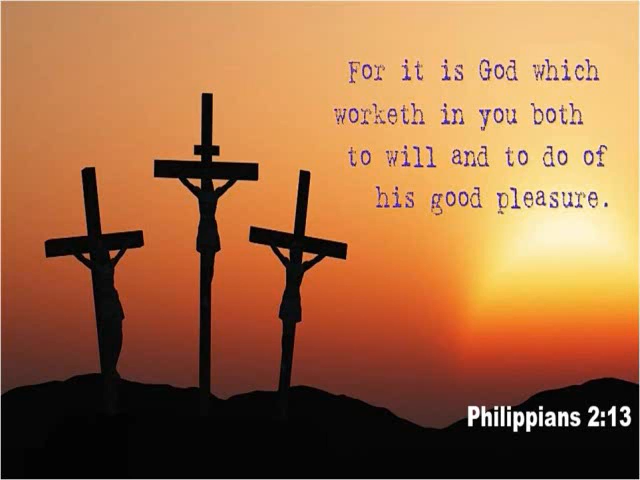 For it is God which
worketh in you both
to will and to do of
his good pleasure.
Philippians 2:13